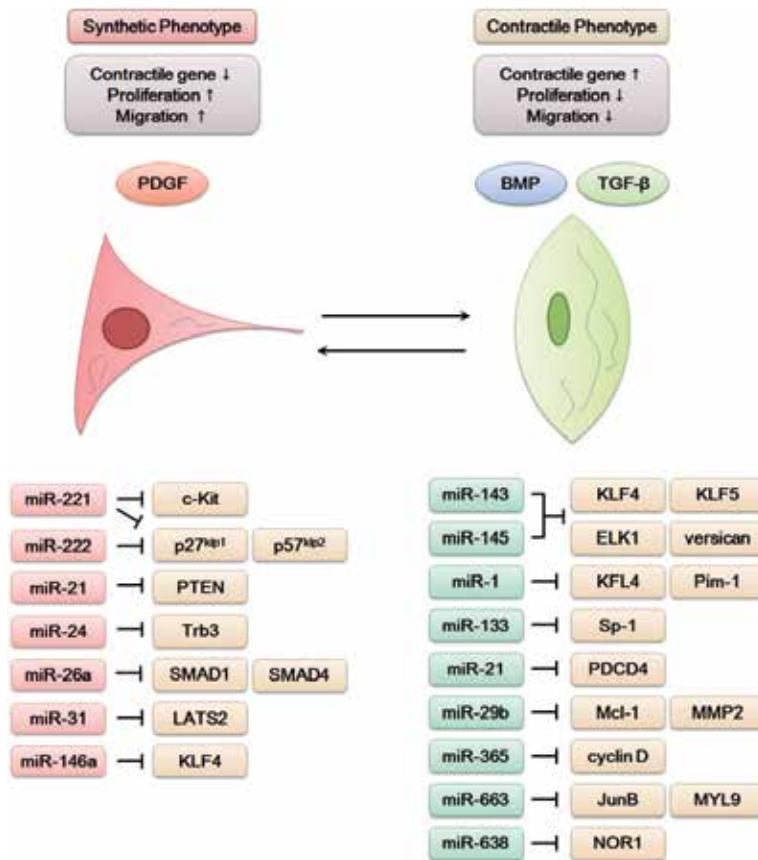 Synthetic Phenotype
Contractile gene ↓
Proliferation ↑
Migration ↑
PDGF
Contractile Phenotype
Contractile gene ↑
Proliferation ↓
Migration ↓
BMP TGF-β
miR-221 c-Kit
miR-222 p27kip1 p57kip2
miR-21 PTEN
miR-24 Trb3
miR-26a SMAD1 SMAD4
miR-31 LATS2
miR-146a KLF4
miR-143 KLF4 KLF5
miR-145 ELK1 versican
miR-1 KFL4 Pim-1
miR-133 Sp-1
miR-21 PDCD4
miR-29b Mcl-1 MMP2
miR-365 cyclin D
miR-663 JunB MYL9
miR-638 NOR1